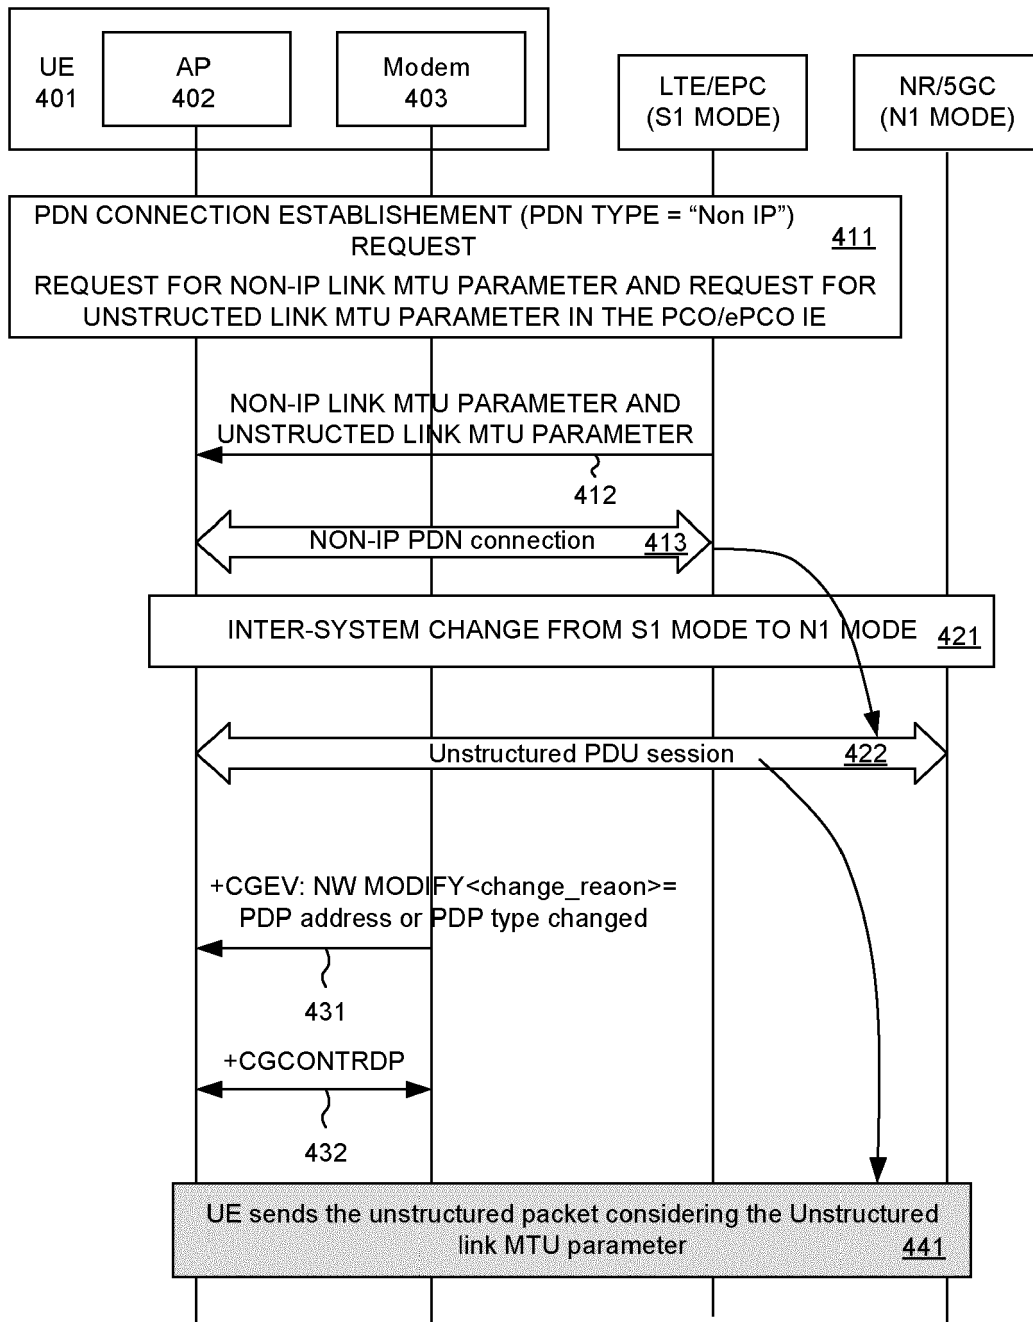 UE
401
AP
402
Modem
403
LTE/EPC
(S1 MODE)
NR/5GC
(N1 MODE)
PDN CONNECTION ESTABLISHEMENT (PDN TYPE = “Non IP”)
REQUEST
411
REQUEST FOR NON-IP LINK MTU PARAMETER AND REQUEST FOR
UNSTRUCTED LINK MTU PARAMETER IN THE PCO/ePCO IE
NON-IP LINK MTU PARAMETER AND
UNSTRUCTED LINK MTU PARAMETER
412
NON-IP PDN connection 413
INTER-SYSTEM CHANGE FROM S1 MODE TO N1 MODE 421
Unstructured PDU session 422
+CGEV: NW MODIFY<change_reaon>=
PDP address or PDP type changed
431
+CGCONTRDP
432
UE sends the unstructured packet considering the Unstructured
link MTU parameter 441